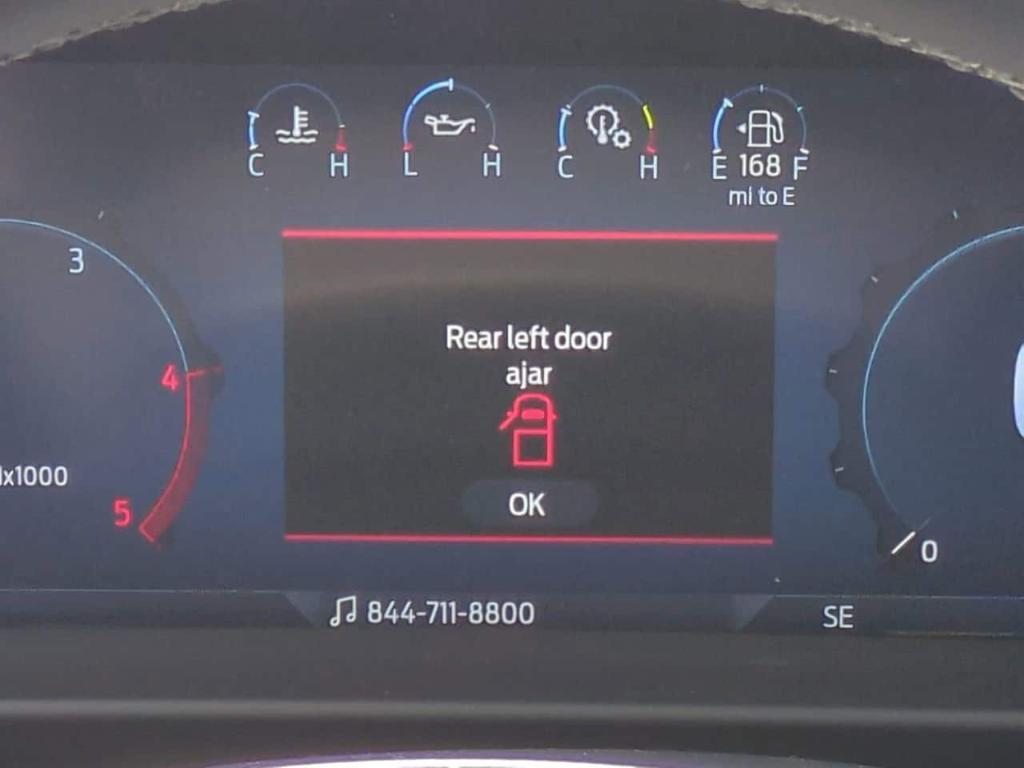 C H L H C H E 168 F
mi to E
3
4
5
x1000
Rear left door
ajar
OK
0
844-711-8800
SE